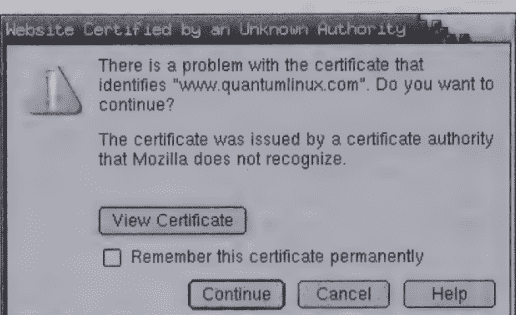 Website Certified by an Unknown Authority
There is a problem with the certificate that
identifies "www.quantumlinux.com". Do you want to
continue?
The certificate was issued by a certificate authority
that Mozilla does not recognize.
View Certificate
Remember this certificate permanently
Continue Cancel Help